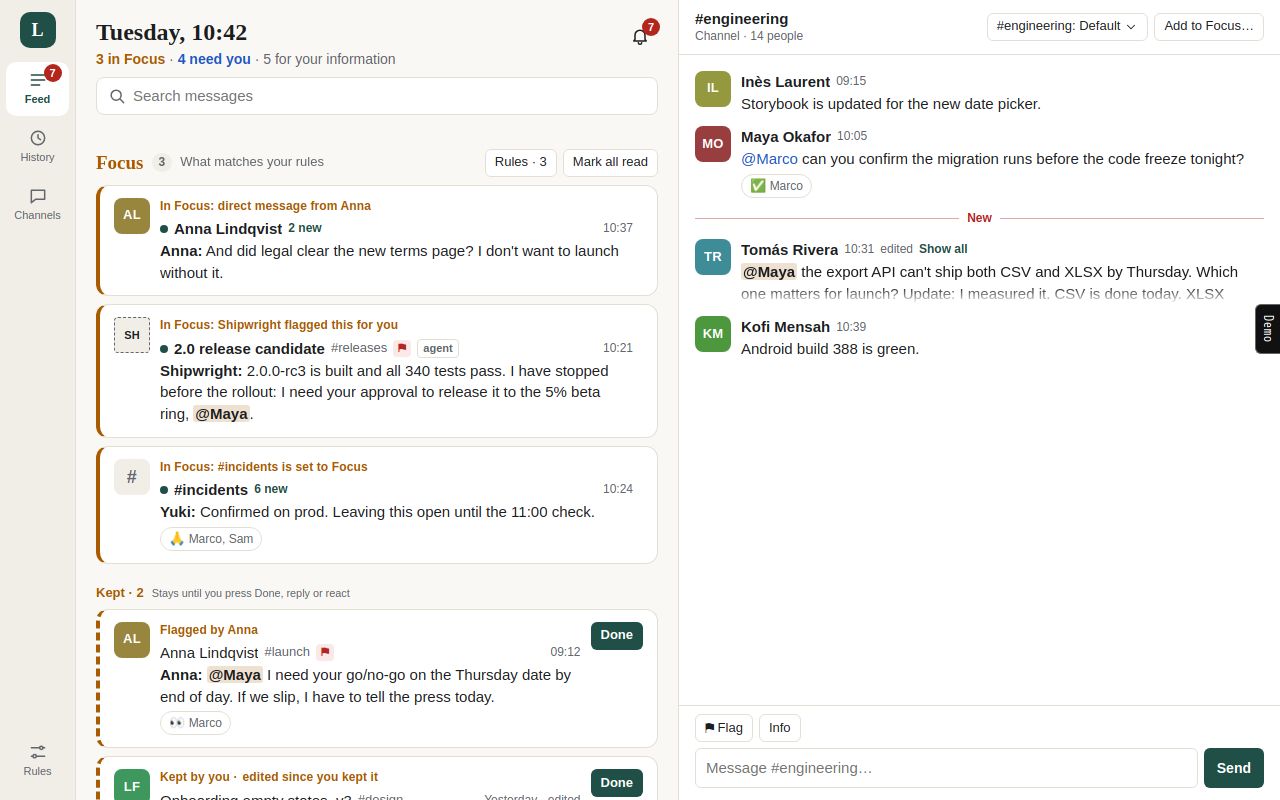 L
7
Feed
History
Channels
Rules
Tuesday, 10:42
7
3 in Focus · 4 need you · 5 for your information
Search messages
Focus 3 What matches your rules Rules · 3 Mark all read
AL
In Focus: direct message from Anna
Anna Lindqvist 2 new 10:37
Anna: And did legal clear the new terms page? I don't want to launch
without it.
SH
In Focus: Shipwright flagged this for you
2.0 release candidate #releases agent 10:21
Shipwright: 2.0.0-rc3 is built and all 340 tests pass. I have stopped
before the rollout: I need your approval to release it to the 5% beta
ring, @Maya.
#
In Focus: #incidents is set to Focus
#incidents 6 new 10:24
Yuki: Confirmed on prod. Leaving this open until the 11:00 check.
Marco, Sam
Kept · 2 Stays until you press Done, reply or react
AL
Flagged by Anna Done
Anna Lindqvist #launch 09:12
Anna: @Maya I need your go/no-go on the Thursday date by
end of day. If we slip, I have to tell the press today.
Marco
LF
Kept by you · edited since you kept it Done
Onboarding empty states, v3 #design Yesterday · edited
#engineering
Channel · 14 people
#engineering: Default Add to Focus…
IL
Inès Laurent 09:15
Storybook is updated for the new date picker.
MO
Maya Okafor 10:05
@Marco can you confirm the migration runs before the code freeze tonight?
Marco
New
TR
Tomás Rivera 10:31 edited Show all
@Maya the export API can't ship both CSV and XLSX by Thursday. Which
one matters for launch? Update: I measured it. CSV is done today. XLSX
KM
Kofi Mensah 10:39
Android build 388 is green.
Demo
Flag Info
Message #engineering… Send